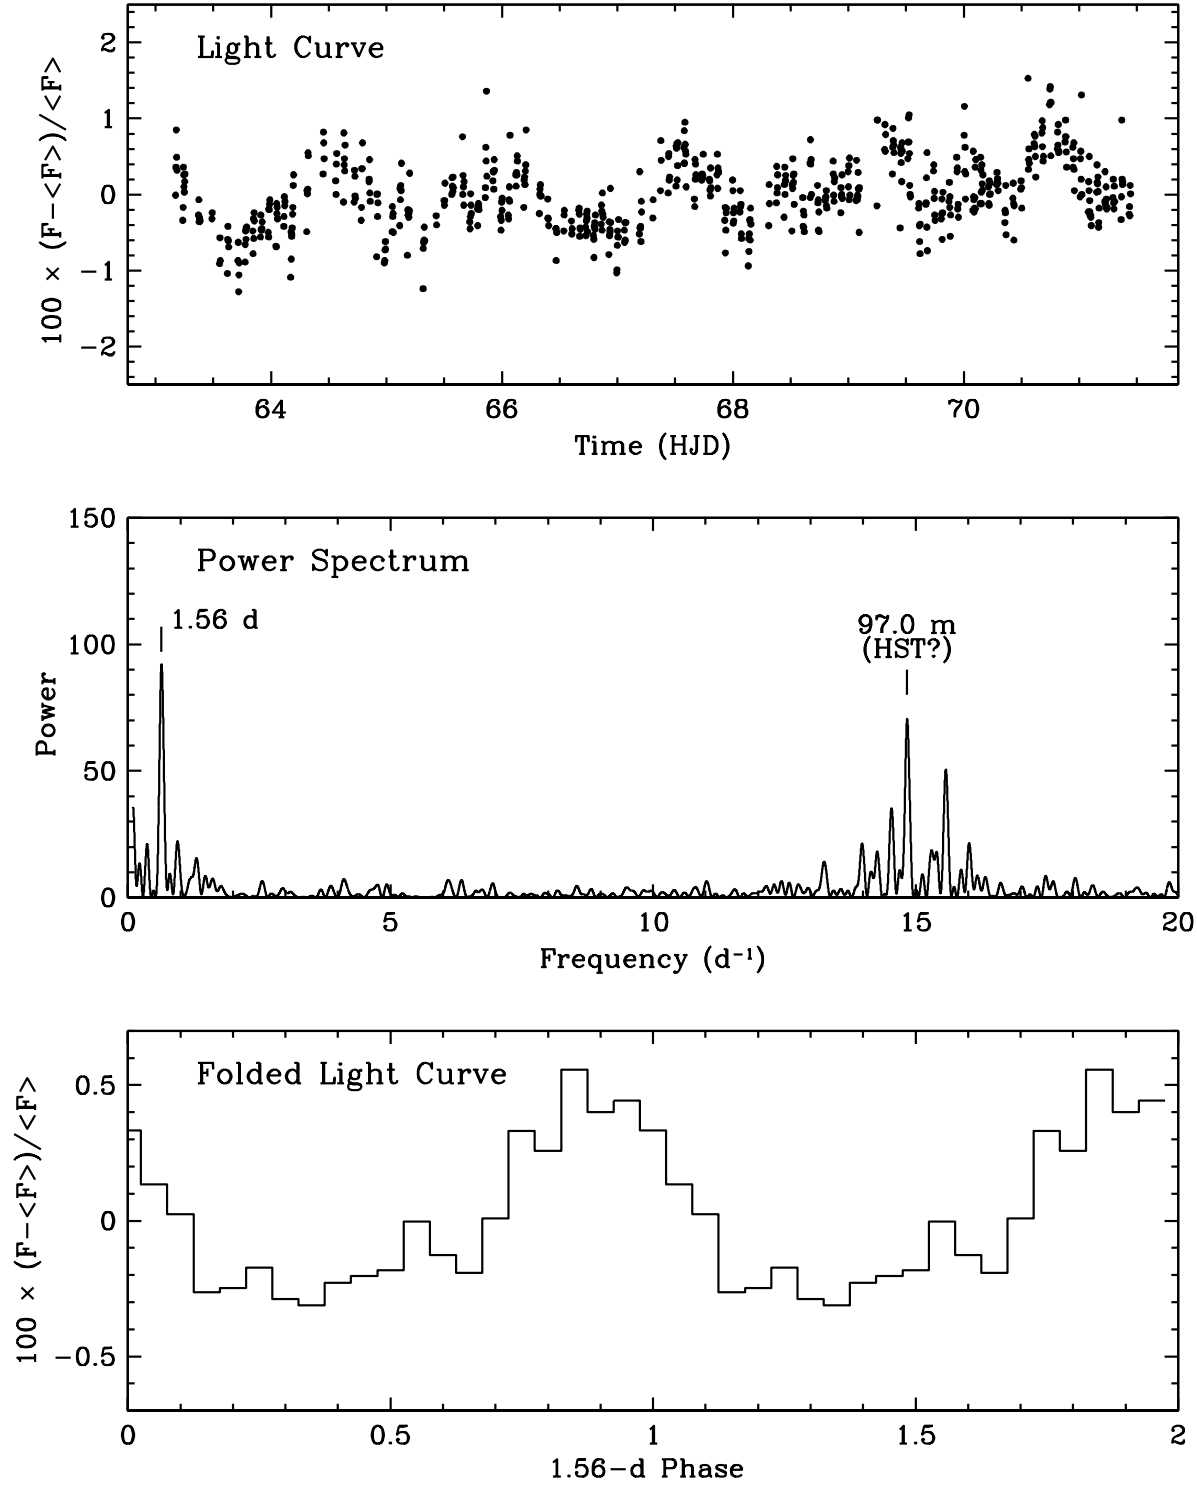 Light Curve
100 × (F−<F>)/<F>
2
1
0
−1
−2
64 66 68 70
Time (HJD)
Power Spectrum
Power
150
100
50
0
1.56 d
97.0 m
(HST?)
0 5 10 15 20
Frequency (d⁻¹)
Folded Light Curve
100 × (F−<F>)/<F>
0.5
0
−0.5
0 0.5 1 1.5 2
1.56−d Phase